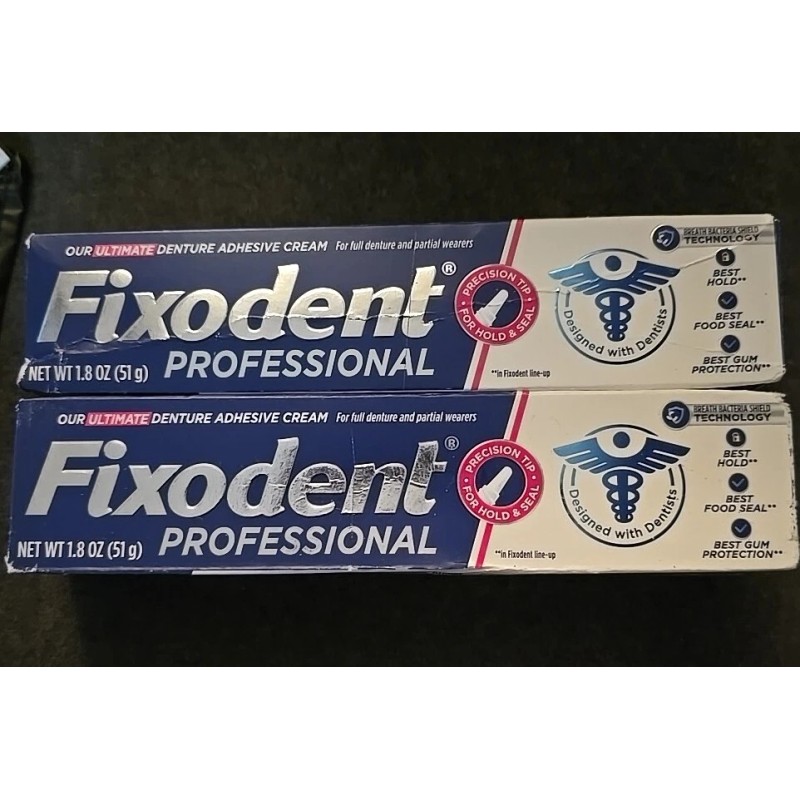 OUR ULTIMATE DENTURE ADHESIVE CREAM For full denture and partial wearers
Fixodent®
PROFESSIONAL
NET WT 1.8 OZ (51 g)
PRECISION TIP
FOR HOLD & SEAL
**in Fixodent line-up
Designed with Dentists
BREATH BACTERIA SHIELD
TECHNOLOGY
BEST
HOLD**
BEST
FOOD SEAL**
BEST GUM
PROTECTION**
OUR ULTIMATE DENTURE ADHESIVE CREAM For full denture and partial wearers
Fixodent®
PROFESSIONAL
NET WT 1.8 OZ (51 g)
PRECISION TIP
FOR HOLD & SEAL
**in Fixodent line-up
Designed with Dentists
BREATH BACTERIA SHIELD
TECHNOLOGY
BEST
HOLD**
BEST
FOOD SEAL**
BEST GUM
PROTECTION**